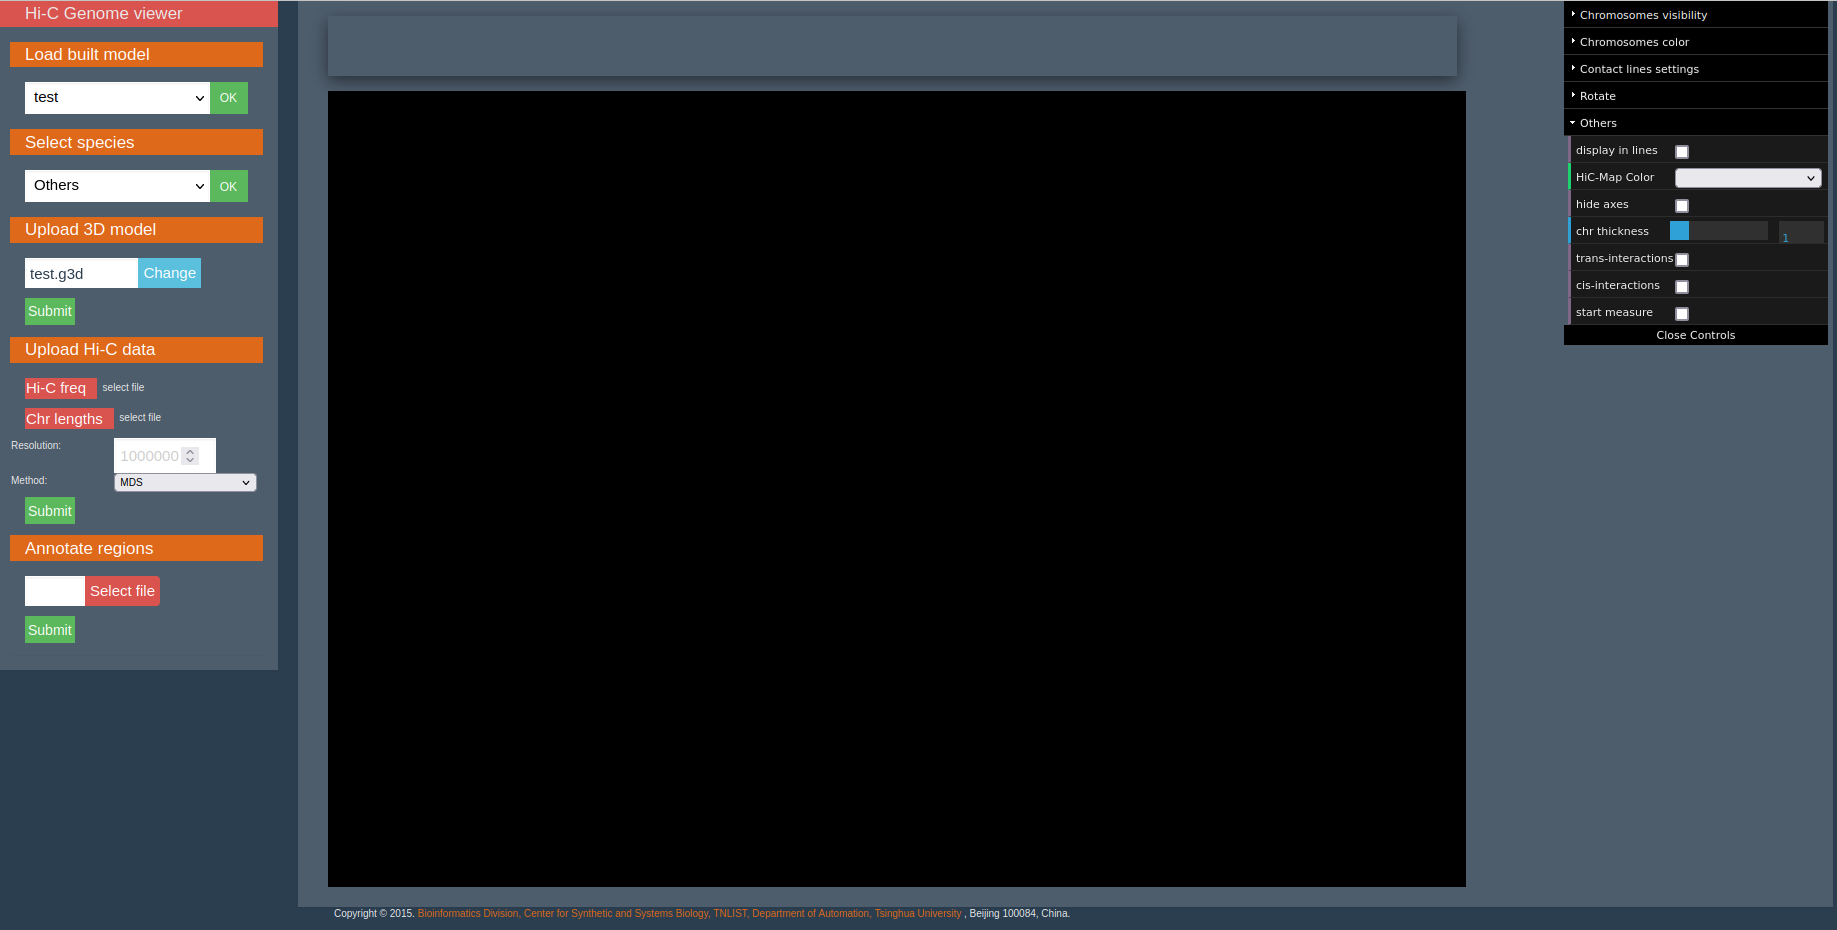 Hi-C Genome viewer
Load built model
test
OK
Select species
Others
OK
Upload 3D model
test.g3d
Change
Submit
Upload Hi-C data
Hi-C freq
select file
Chr lengths
select file
Resolution:
1000000
Method:
MDS
Submit
Annotate regions
Select file
Submit
Chromosomes visibility
Chromosomes color
Contact lines settings
Rotate
Others
display in lines
HiC-Map Color
hide axes
chr thickness
1
trans-interactions
cis-interactions
start measure
Close Controls
Copyright © 2015. Bioinformatics Division, Center for Synthetic and Systems Biology, TNLIST, Department of Automation, Tsinghua University , Beijing 100084, China.